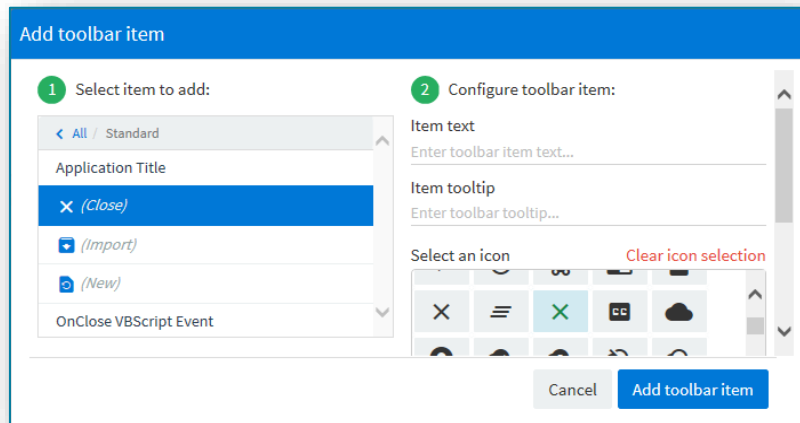 Add toolbar item
1 Select item to add:
All / Standard
Application Title
(Close)
(Import)
(New)
OnClose VBScript Event
2 Configure toolbar item:
Item text
Enter toolbar item text...
Item tooltip
Enter toolbar tooltip...
Select an icon Clear icon selection
CC
Cancel Add toolbar item